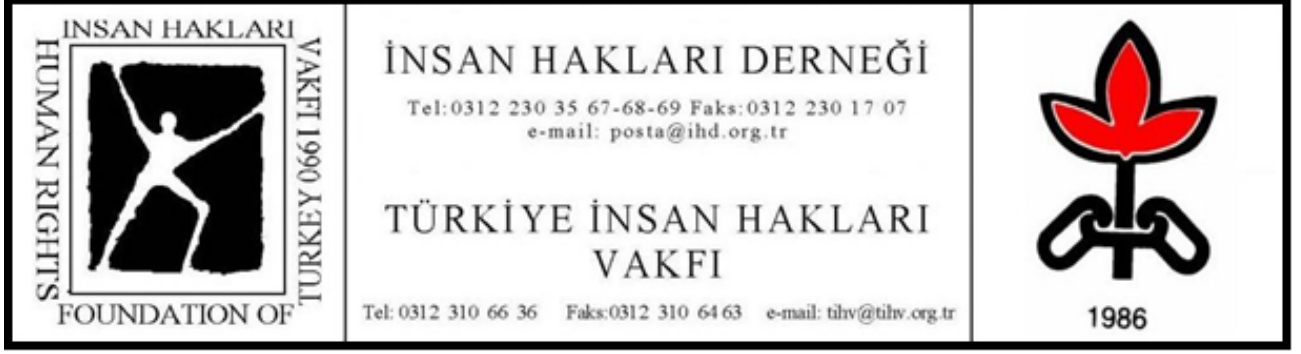 INSAN HAKLARI
VAKFI 1990
TURKEY
HUMAN RIGHTS
FOUNDATION OF
İNSAN HAKLARI DERNEĞİ
Tel:0312 230 35 67-68-69 Faks:0312 230 17 07
e-mail: posta@ihd.org.tr
TÜRKİYE İNSAN HAKLARI
VAKFI
Tel: 0312 310 66 36 Faks:0312 310 64 63 e-mail: tihv@tihv.org.tr
1986